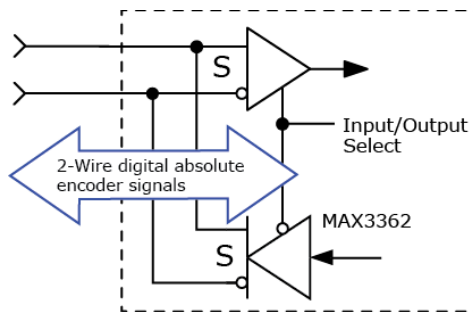 S
Input/Output
Select
2-Wire digital absolute
encoder signals
MAX3362
S